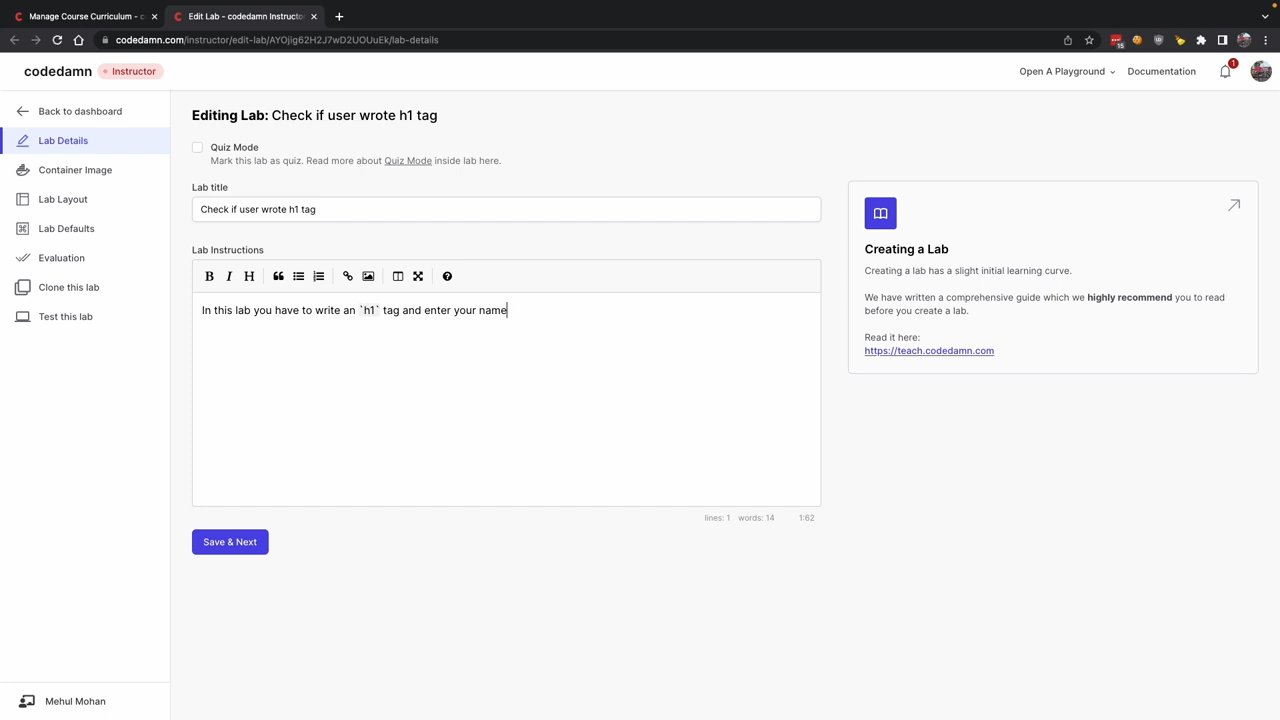 Manage Course Curriculum - c
Edit Lab - codedamn Instructo
codedamn.com/instructor/edit-lab/AYOjig62H2J7wD2UOUuEk/lab-details
15
codedamn
Instructor
Open A Playground
Documentation
1
Back to dashboard
Lab Details
Container Image
Lab Layout
Lab Defaults
Evaluation
Clone this lab
Test this lab
Editing Lab: Check if user wrote h1 tag
Quiz Mode
Mark this lab as quiz. Read more about Quiz Mode inside lab here.
Lab title
Check if user wrote h1 tag
Lab Instructions
B I H
In this lab you have to write an `h1` tag and enter your name
lines: 1 words: 14 1:62
Save & Next
Creating a Lab
Creating a lab has a slight initial learning curve.
We have written a comprehensive guide which we highly recommend you to read
before you create a lab.
Read it here:
https://teach.codedamn.com
Mehul Mohan